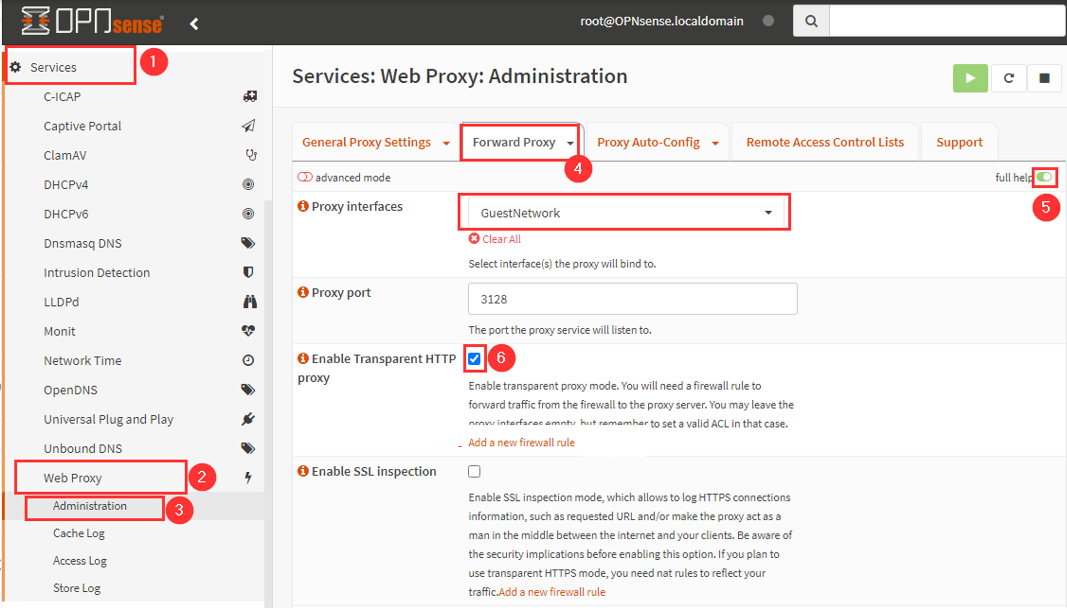 OPNsense
root@OPNsense.localdomain
Services
1
C-ICAP
Captive Portal
ClamAV
DHCPv4
DHCPv6
Dnsmasq DNS
Intrusion Detection
LLDPd
Monit
Network Time
OpenDNS
Universal Plug and Play
Unbound DNS
Web Proxy
2
Administration
3
Cache Log
Access Log
Store Log
Services: Web Proxy: Administration
General Proxy Settings
Forward Proxy
Proxy Auto-Config
Remote Access Control Lists
Support
4
advanced mode
full help
5
Proxy interfaces
GuestNetwork
Clear All
Select interface(s) the proxy will bind to.
Proxy port
3128
The port the proxy service will listen to.
Enable Transparent HTTP
proxy
6
Enable transparent proxy mode. You will need a firewall rule to
forward traffic from the firewall to the proxy server. You may leave the
proxy interfaces empty, but remember to set a valid ACL in that case.
Add a new firewall rule
Enable SSL inspection
Enable SSL inspection mode, which allows to log HTTPS connections
information, such as requested URL and/or make the proxy act as a
man in the middle between the internet and your clients. Be aware of
the security implications before enabling this option. If you plan to
use transparent HTTPS mode, you need nat rules to reflect your
traffic.Add a new firewall rule